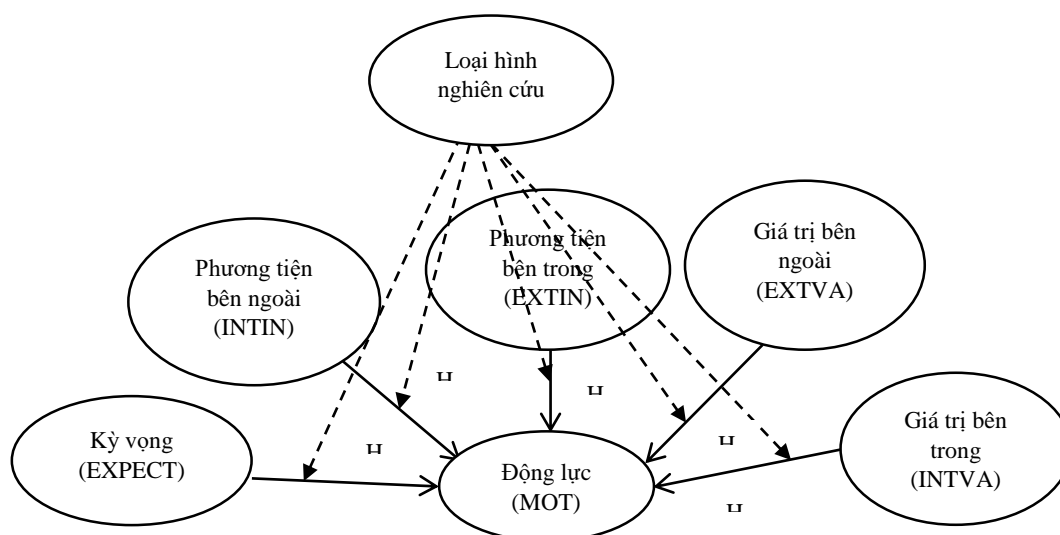 Loại hình
nghiên cứu
Phương tiện
bên ngoài
(INTIN)
Phương tiện
bên trong
(EXTIN)
Giá trị bên
ngoài
(EXTVA)
Kỳ vọng
(EXPECT)
Động lực
(MOT)
Giá trị bên
trong
(INTVA)